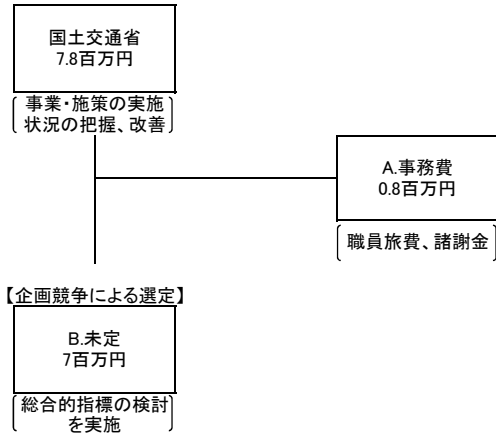 国土交通省
7.8百万円
事業・施策の実施
状況の把握、改善
A.事務費
0.8百万円
職員旅費、諸謝金
【企画競争による選定】
B.未定
7百万円
総合的指標の検討
を実施